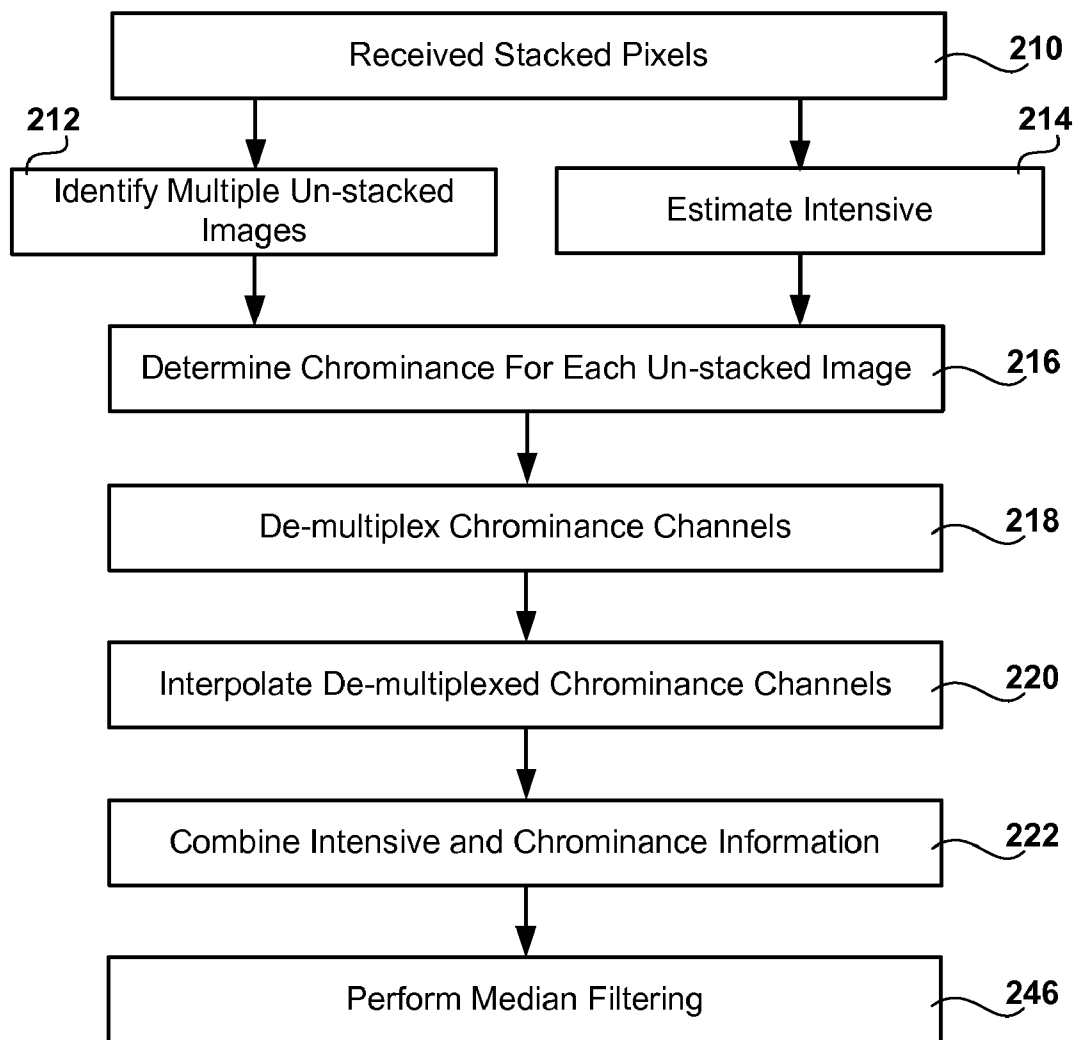 Received Stacked Pixels
210
212
214
Identify Multiple Un-stacked
Images
Estimate Intensive
Determine Chrominance For Each Un-stacked Image
216
De-multiplex Chrominance Channels
218
Interpolate De-multiplexed Chrominance Channels
220
Combine Intensive and Chrominance Information
222
Perform Median Filtering
246